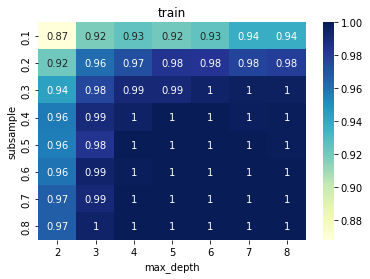 train
0.1 0.87 0.92 0.93 0.92 0.93 0.94 0.94
0.2 0.92 0.96 0.97 0.98 0.98 0.98 0.98
0.3 0.94 0.98 0.99 0.99 1 1 1
0.4 0.96 0.99 1 1 1 1 1
0.5 0.96 0.98 1 1 1 1 1
0.6 0.96 0.99 1 1 1 1 1
0.7 0.97 0.99 1 1 1 1 1
0.8 0.97 1 1 1 1 1 1
2 3 4 5 6 7 8
max_depth
subsample
1.00
0.98
0.96
0.94
0.92
0.90
0.88